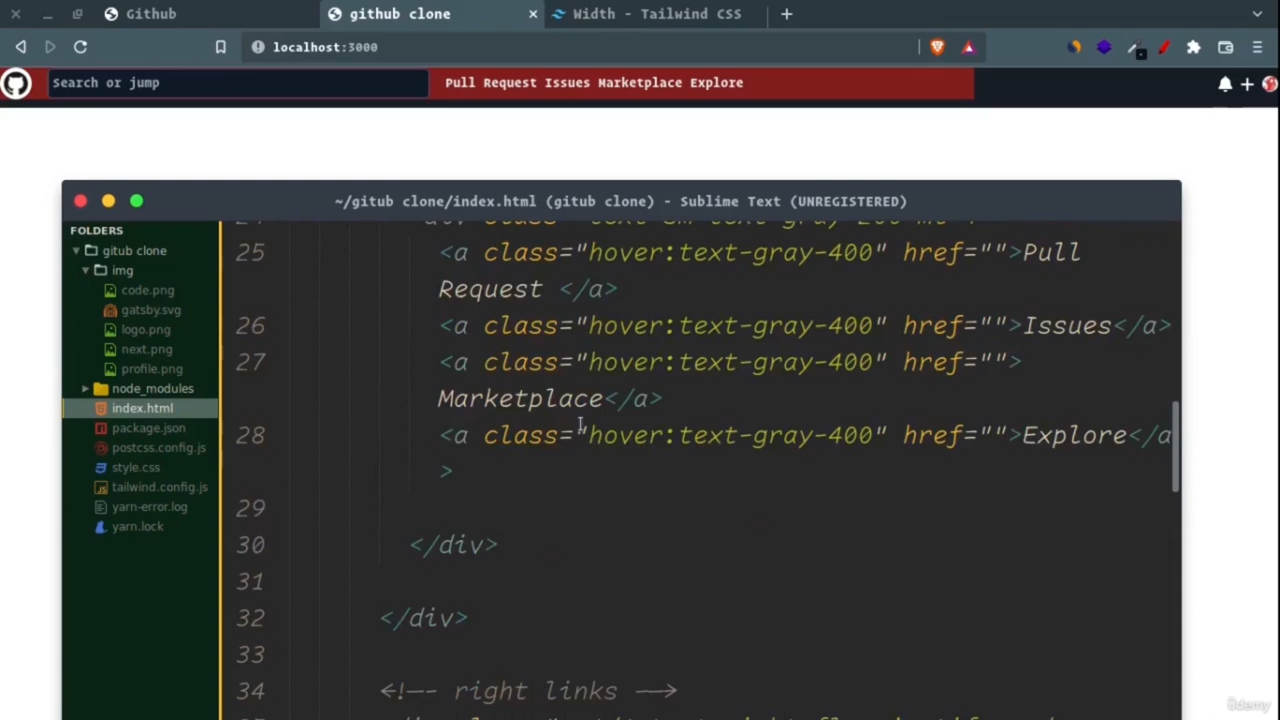 Github
github clone
Width - Tailwind CSS
localhost:3000
Search or jump
Pull Request Issues Marketplace Explore
~/gitub clone/index.html (gitub clone) - Sublime Text (UNREGISTERED)
FOLDERS
gitub clone
img
code.png
gatsby.svg
logo.png
next.png
profile.png
node_modules
index.html
package.json
postcss.config.js
style.css
tailwind.config.js
yarn-error.log
yarn.lock
25 <a class="hover:text-gray-400" href="">Pull
Request </a>
26 <a class="hover:text-gray-400" href="">Issues</a>
27 <a class="hover:text-gray-400" href="">
Marketplace</a>
28 <a class="hover:text-gray-400" href="">Explore</a
>
29
30 </div>
31
32 </div>
33
34 <!-- right links -->
ûdemy